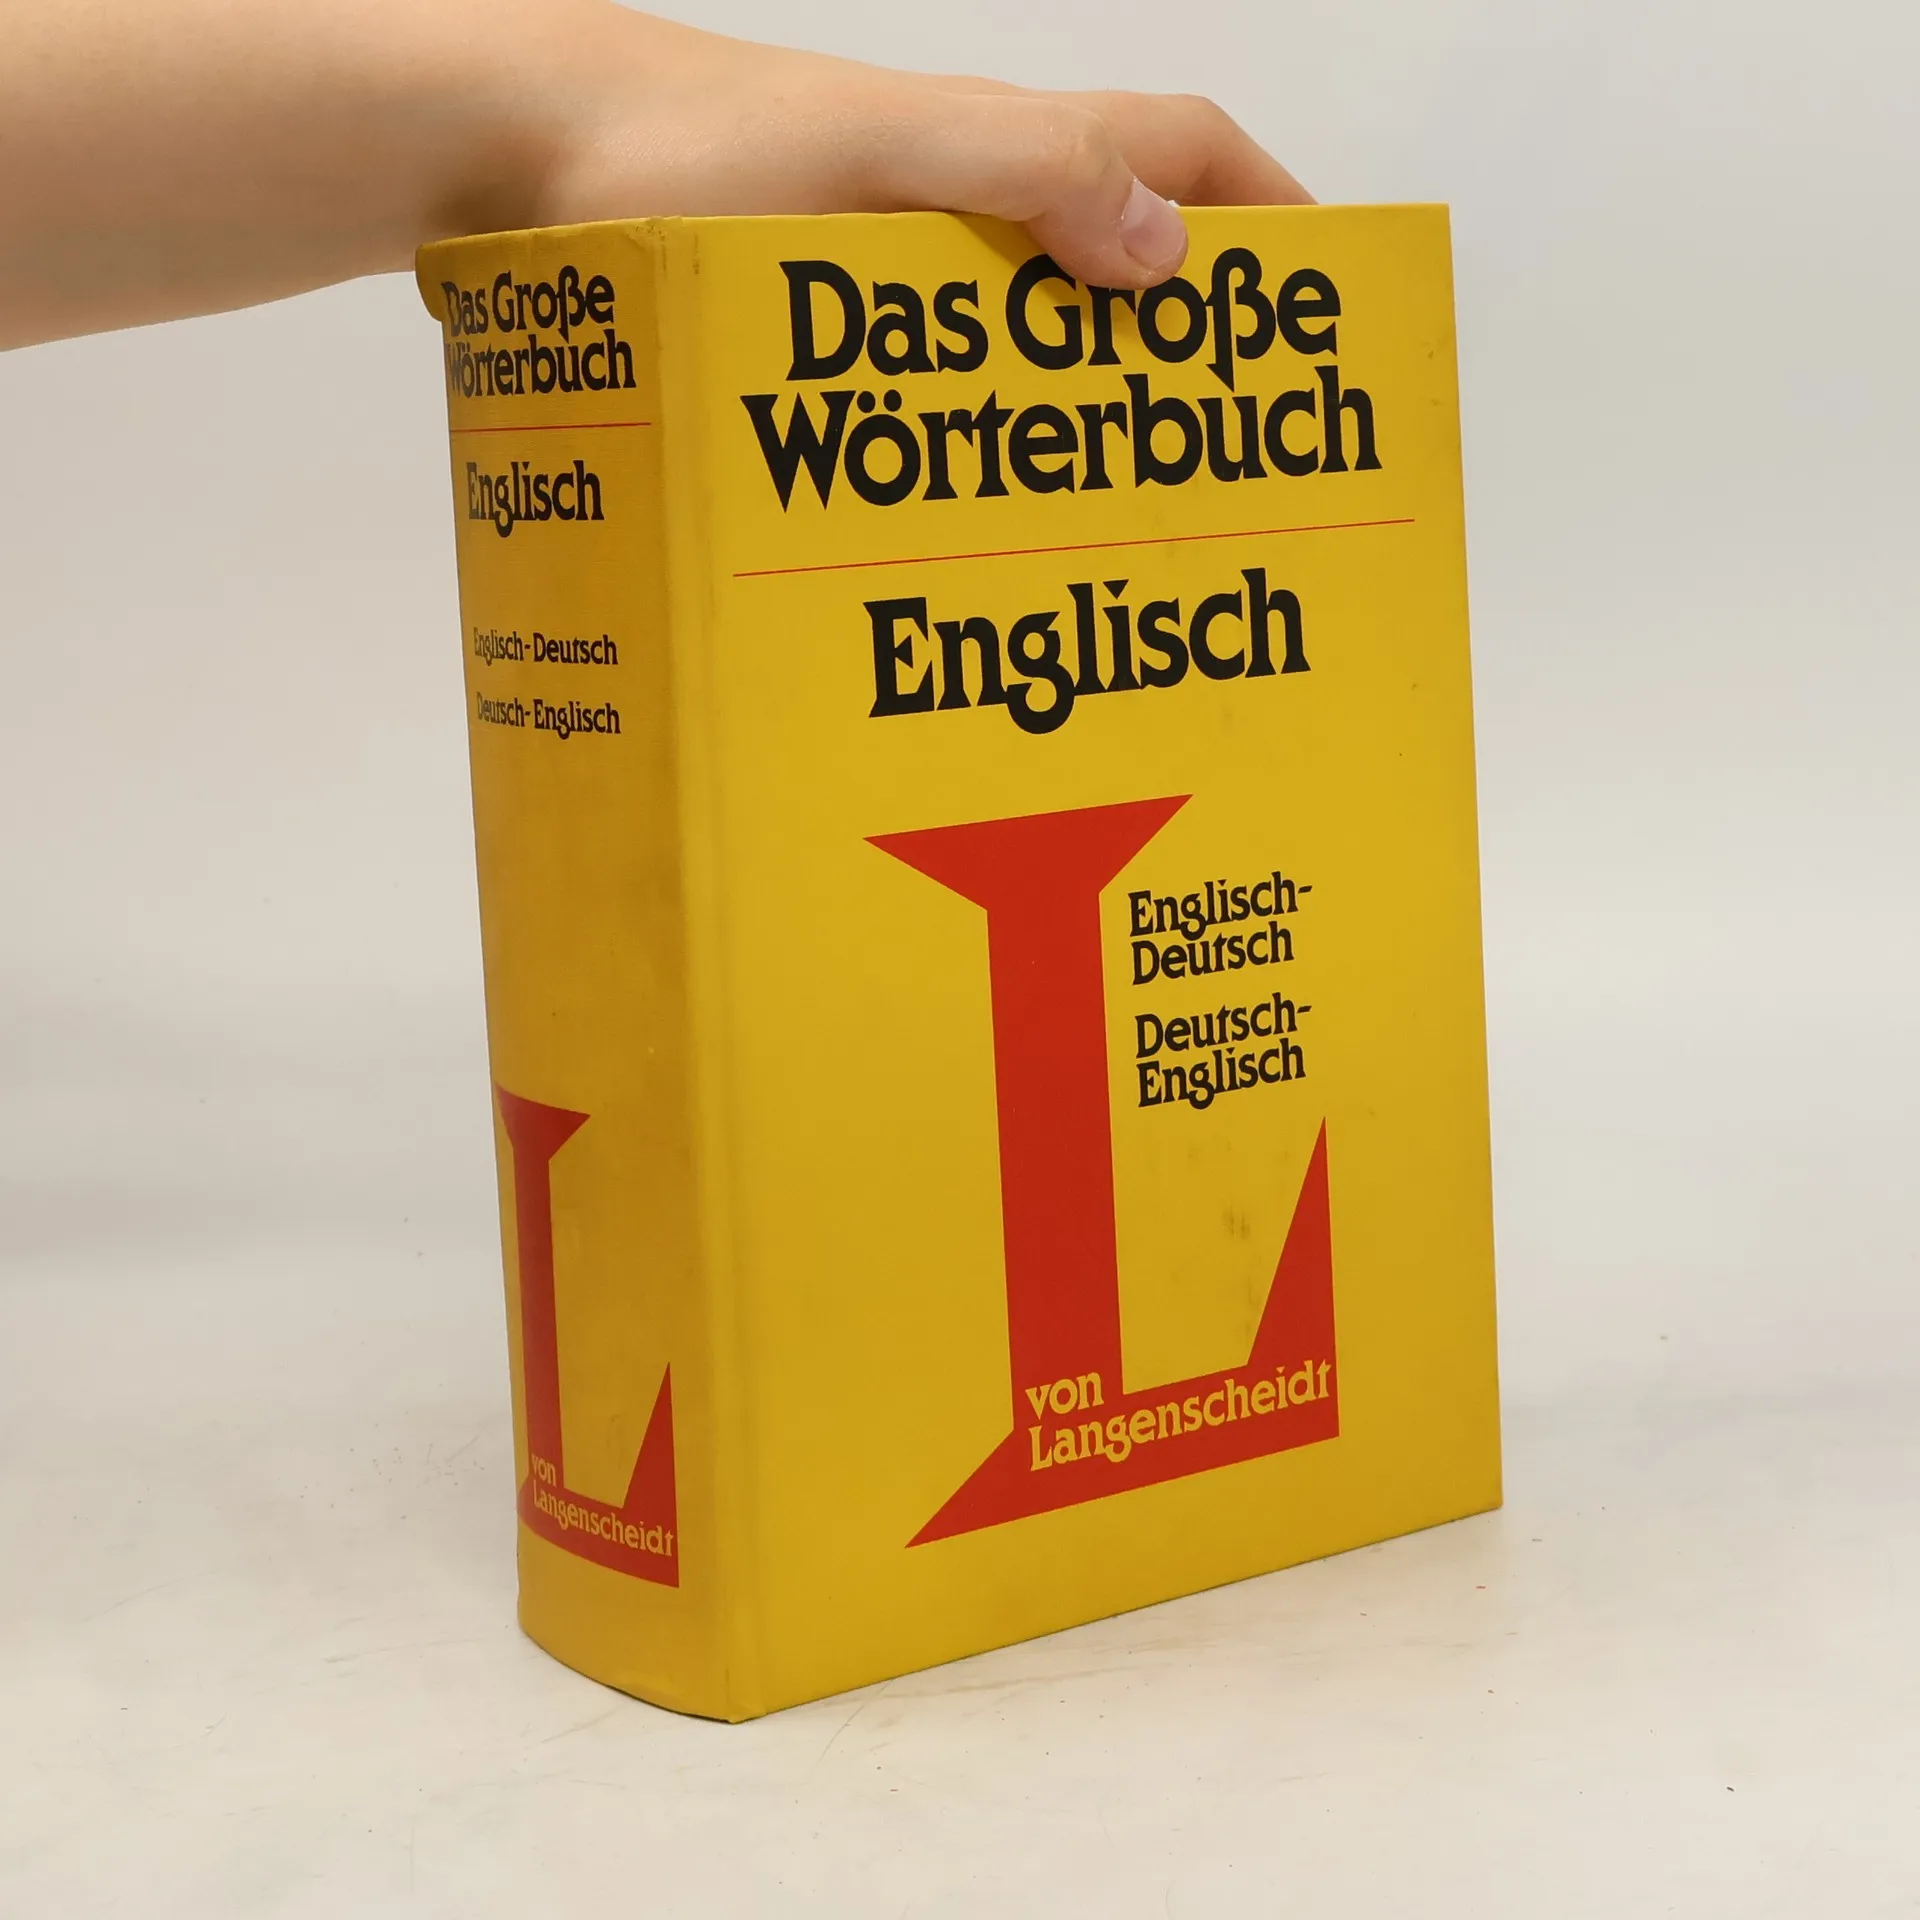 Das Große
Wörterbuch
Englisch
Englisch-Deutsch
Deutsch-Englisch
von
Langenscheidt
Das Große
Wörterbuch
Englisch
Englisch-
Deutsch
Deutsch-
Englisch
von
Langenscheidt